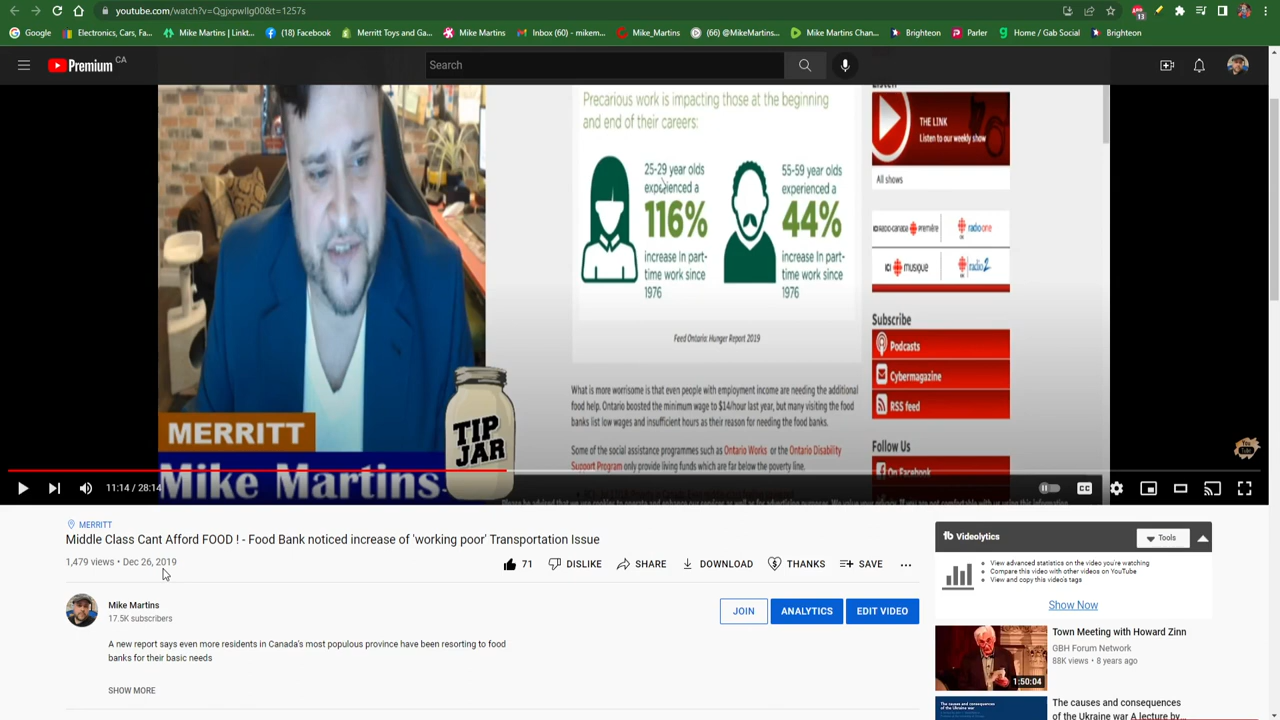 youtube.com/watch?v=QgjxpwlIg00&t=1257s
13
Google
Electronics, Cars, Fa...
Mike Martins | Linkt...
(18) Facebook
Merritt Toys and Ga...
Mike Martins
Inbox (60) - mikem...
Mike_Martins
(66) @MikeMartins...
Mike Martins Chan...
Brighteon
Parler
Home / Gab Social
Brighteon
Premium CA
Search
Precarious work is impacting those at the beginning
and end of their careers:
25-29 year olds
experienced a
116%
increase in part-
time work since
1976
55-59 year olds
experienced a
44%
increase in part-
time work since
1976
Feed Ontario: Hunger Report 2019
What is more worrisome is that even people with employment income are needing the additional
food help. Ontario boosted the minimum wage to $14/hour last year, but many visiting the food
banks list low wages and insufficient hours as their reason for needing the food banks.
Some of the social assistance programmes such as Ontario Works or the Ontario Disability
Support Program only provide living funds which are far below the poverty line.
Listen
THE LINK
Listen to our weekly show
All shows
radio-canada première
radione
musique
radio2
Subscribe
Podcasts
Cybermagazine
RSS feed
Follow Us
On Facebook
MERRITT
Mike Martins
TIP
JAR
11:14 / 28:14
CC
MERRITT
Middle Class Cant Afford FOOD ! - Food Bank noticed increase of 'working poor' Transportation Issue
1,479 views • Dec 26, 2019
71
DISLIKE
SHARE
DOWNLOAD
THANKS
SAVE
Mike Martins
17.5K subscribers
JOIN
ANALYTICS
EDIT VIDEO
A new report says even more residents in Canada's most populous province have been resorting to food
banks for their basic needs
SHOW MORE
tb Videolytics
Tools
View advanced statistics on the video you're watching
Compare this video with other videos on YouTube
View and copy this video's tags
Show Now
Town Meeting with Howard Zinn
GBH Forum Network
88K views • 8 years ago
1:50:04
The causes and consequences
of the Ukraine war A lecture by...